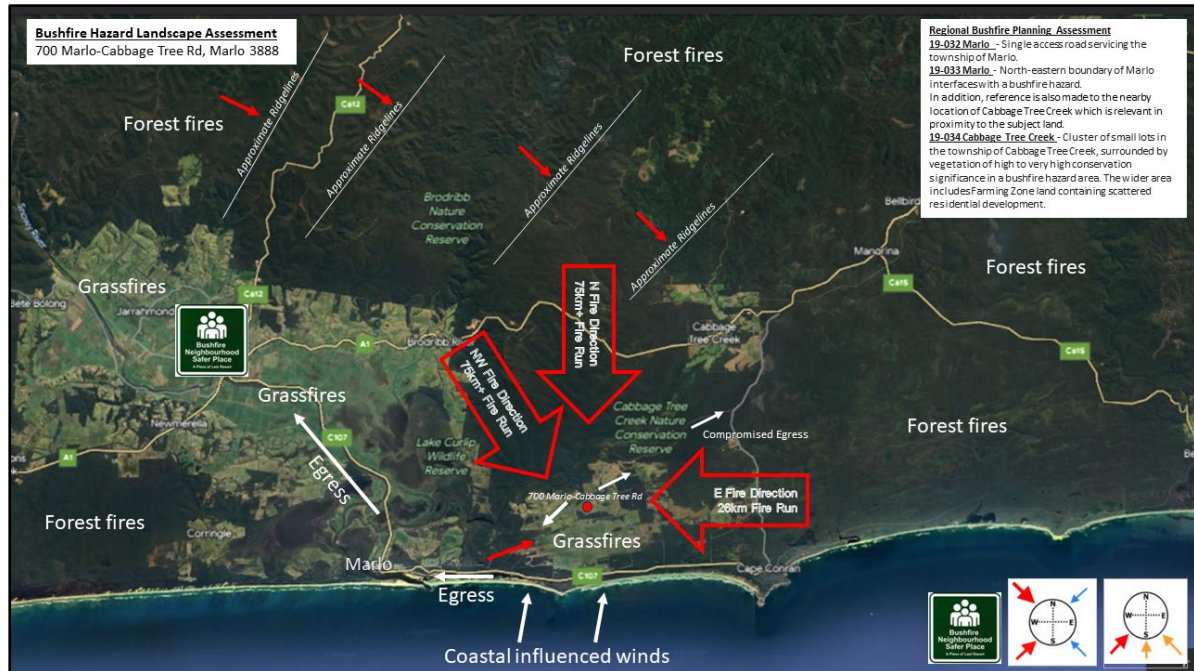 Bushfire Hazard Landscape Assessment
700 Marlo-Cabbage Tree Rd, Marlo 3888
Regional Bushfire Planning Assessment
19-032 Marlo - Single access road servicing the
township of Marlo.
19-033 Marlo - North-eastern boundary of Marlo
interfaces with a bushfire hazard.
In addition, reference is also made to the nearby
location of Cabbage Tree Creek which is relevant in
proximity to the subject land.
19-034 Cabbage Tree Creek - Cluster of small lots in
the township of Cabbage Tree Creek, surrounded by
vegetation of high to very high conservation
significance in a bushfire hazard area. The wider area
includes Farming Zone land containing scattered
residential development.
Forest fires
C612
Forest fires
Approximate Ridgelines
Approximate Ridgelines
Approximate Ridgelines
Approximate Ridgelines
Brodribb
Nature
Conservation
Reserve
Snowy River
Bellbird
Manorina
Forest fires
C615
Grassfires
C612
Bete Bolong
Jarrahmond
Bushfire
Neighbourhood
Safer Place
A Place of Last Resort
A1
Brodribb River
N Fire Direction
75km+ Fire Run
Cabbage
Tree Creek
C615
NW Fire Direction
75km+ Fire Run
Grassfires
Newmerella
C107
A1
Egress
Lake Curlip
Wildlife
Reserve
Cabbage Tree
Creek Nature
Conservation
Reserve
Compromised Egress
Forest fires
700 Marlo-Cabbage Tree Rd
E Fire Direction
26km Fire Run
Forest fires
Corringle
Grassfires
Marlo
C107
Cape Conran
Egress
Coastal influenced winds
Bushfire
Neighbourhood
Safer Place
A Place of Last Resort
N
W
E
S
N
W
E
S